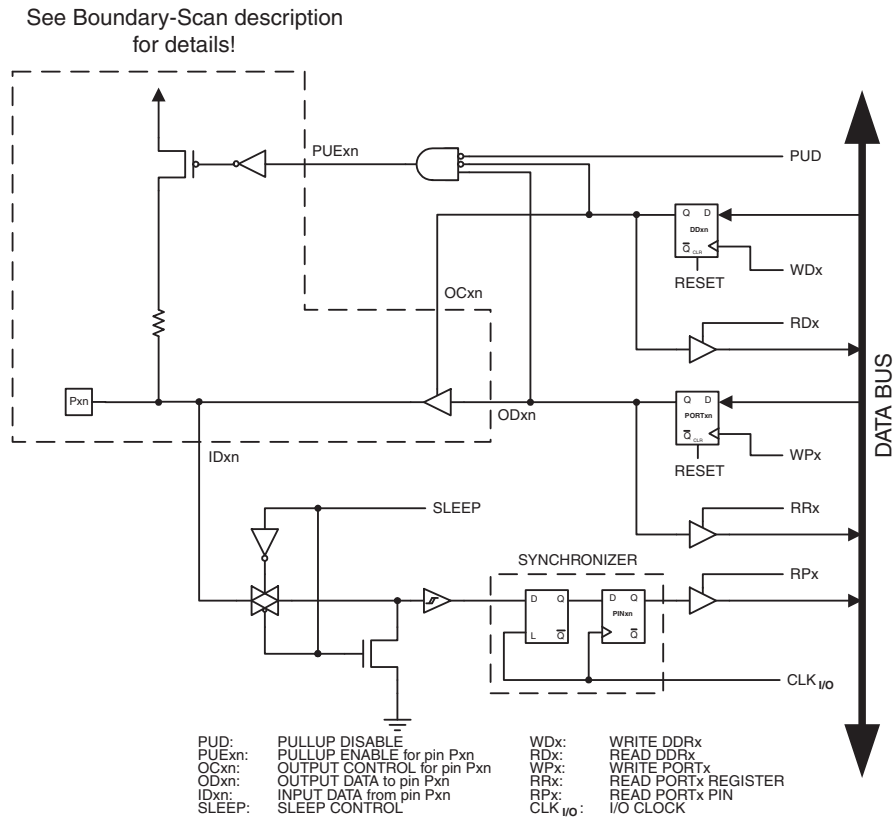 See Boundary-Scan description
for details!
PUExn
PUD
Q D
DDxn
Q CLR
WDx
RESET
OCxn
RDx
Pxn
ODxn
Q D
PORTxn
Q CLR
WPx
RESET
IDxn
SLEEP
RRx
SYNCHRONIZER
RPx
D Q
L Q
D Q
PINxn
Q
CLK I/O
DATA BUS
PUD: PULLUP DISABLE
PUExn: PULLUP ENABLE for pin Pxn
OCxn: OUTPUT CONTROL for pin Pxn
ODxn: OUTPUT DATA to pin Pxn
IDxn: INPUT DATA from pin Pxn
SLEEP: SLEEP CONTROL
WDx: WRITE DDRx
RDx: READ DDRx
WPx: WRITE PORTx
RRx: READ PORTx REGISTER
RPx: READ PORTx PIN
CLK I/O: I/O CLOCK